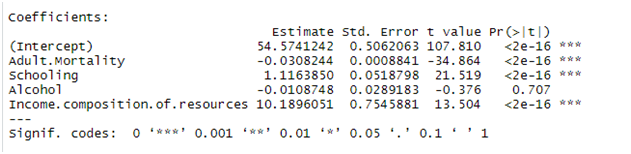 Coefficients:
Estimate Std. Error t value Pr(>|t|)
(Intercept) 54.5741242 0.5062063 107.810 <2e-16 ***
Adult.Mortality -0.0308244 0.0008841 -34.864 <2e-16 ***
Schooling 1.1163850 0.0518798 21.519 <2e-16 ***
Alcohol -0.0108748 0.0289183 -0.376 0.707
Income.composition.of.resources 10.1896051 0.7545881 13.504 <2e-16 ***
---
Signif. codes: 0 ‘***’ 0.001 ‘**’ 0.01 ‘*’ 0.05 ‘.’ 0.1 ‘ ’ 1